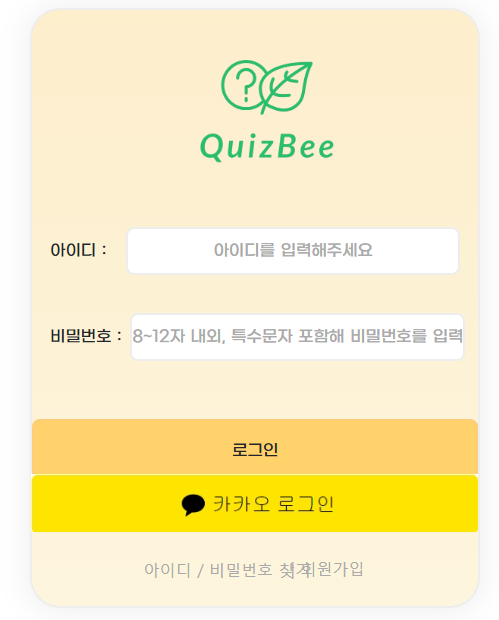 ?
QuizBee
아이디 : 아이디를 입력해주세요
비밀번호 : 8~12자 내외, 특수문자 포함해 비밀번호를 입력
로그인
카카오 로그인
아이디 / 비밀번호 찾기 회원가입